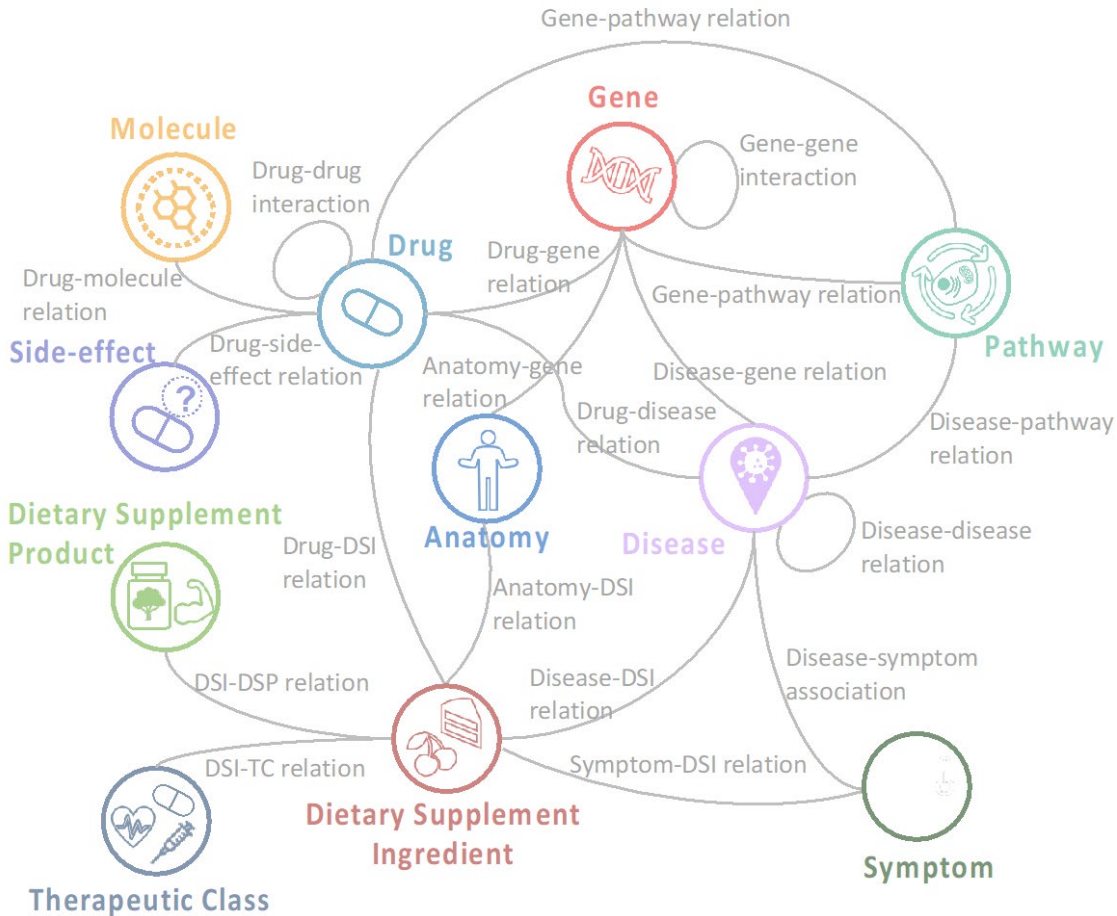 Gene-pathway relation
Gene
Molecule
Gene-gene
interaction
Drug-drug
interaction
Drug
Drug-gene
relation
Drug-molecule
relation
Gene-pathway relation
Side-effect
Drug-side-
effect relation
Pathway
Anatomy-gene
relation
Disease-gene relation
?
Drug-disease
relation
Disease-pathway
relation
Dietary Supplement
Product
Anatomy
Disease
Disease-disease
relation
Drug-DSI
relation
Anatomy-DSI
relation
Disease-symptom
association
DSI-DSP relation
Disease-DSI
relation
DSI-TC relation
Symptom-DSI relation
Dietary Supplement
Ingredient
Symptom
Therapeutic Class